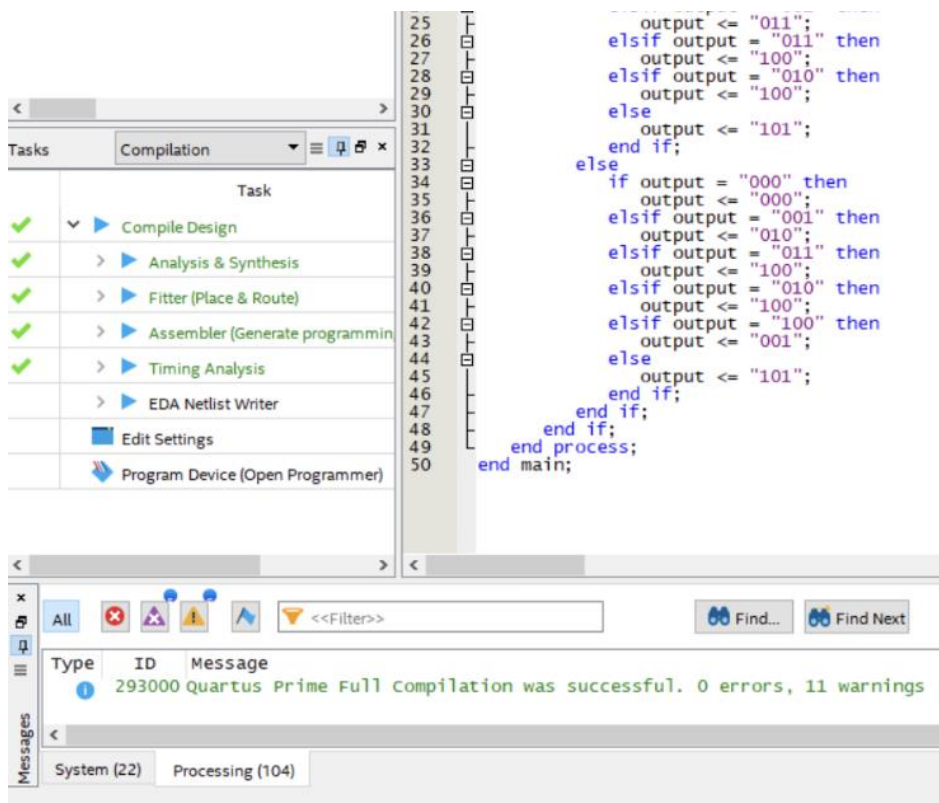 Tasks
Compilation
Task
Compile Design
Analysis & Synthesis
Fitter (Place & Route)
Assembler (Generate programmin
Timing Analysis
EDA Netlist Writer
Edit Settings
Program Device (Open Programmer)
25 output <= "011";
26 elsif output = "011" then
27 output <= "100";
28 elsif output = "010" then
29 output <= "100";
30 else
31 output <= "101";
32 end if;
33 else
34 if output = "000" then
35 output <= "000";
36 elsif output = "001" then
37 output <= "010";
38 elsif output = "011" then
39 output <= "100";
40 elsif output = "010" then
41 output <= "100";
42 elsif output = "100" then
43 output <= "001";
44 else
45 output <= "101";
46 end if;
47 end if;
48 end if;
49 end process;
50 end main;
All
<<Filter>>
Find...
Find Next
Type ID Message
293000 Quartus Prime Full Compilation was successful. 0 errors, 11 warnings
Messages
System (22)
Processing (104)